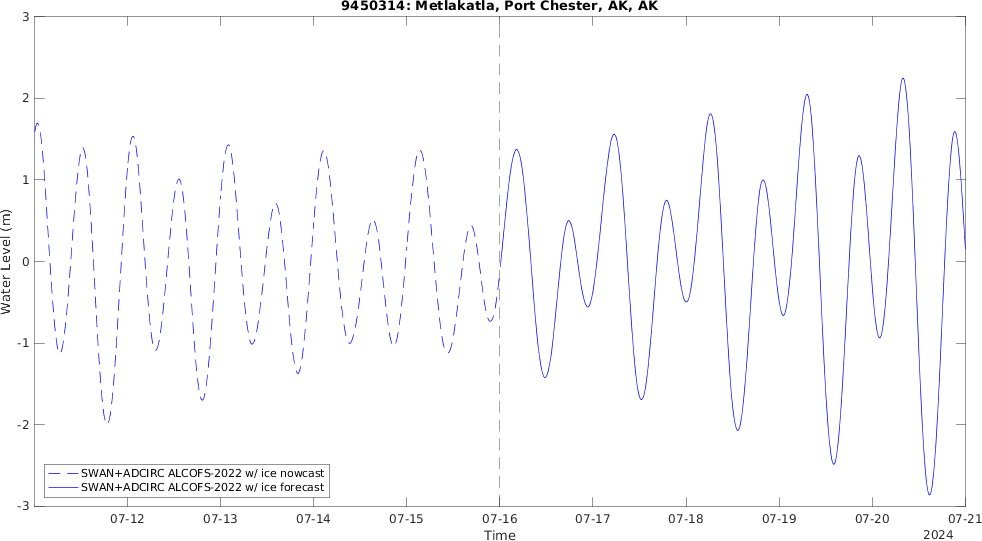 9450314: Metlakatla, Port Chester, AK, AK
3
2
1
0
-1
-2
-3
Water Level (m)
SWAN+ADCIRC ALCOFS-2022 w/ ice nowcast
SWAN+ADCIRC ALCOFS-2022 w/ ice forecast
07-12 07-13 07-14 07-15 07-16 07-17 07-18 07-19 07-20 07-21
Time
2024